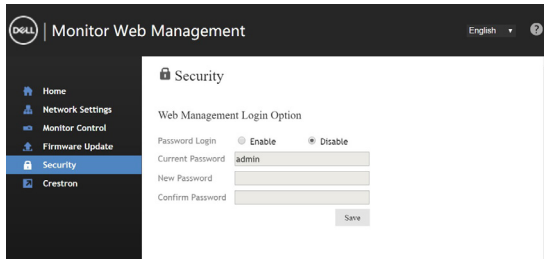 DELL | Monitor Web Management
English ▼ ?
Home
Network Settings
Monitor Control
Firmware Update
Security
Crestron
Security
Web Management Login Option
Password Login Enable Disable
Current Password admin
New Password
Confirm Password
Save